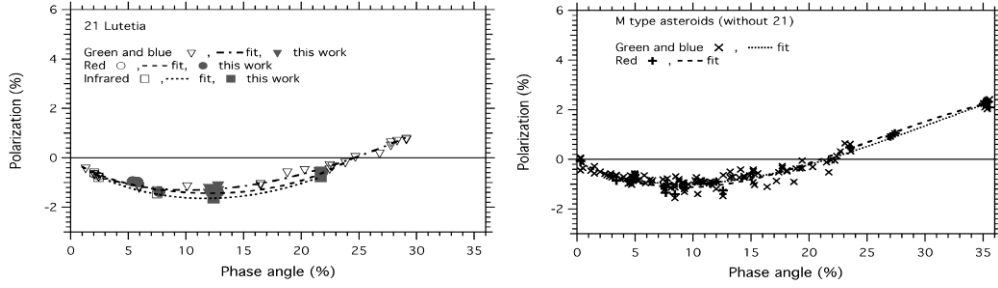 21 Lutetia
Green and blue , fit, this work
Red , fit, this work
Infrared , fit, this work
Polarization (%)
6
4
2
0
-2
0 5 10 15 20 25 30 35
Phase angle (%)
M type asteroids (without 21)
Green and blue , fit
Red , fit
Polarization (%)
6
4
2
0
-2
0 5 10 15 20 25 30 35
Phase angle (%)